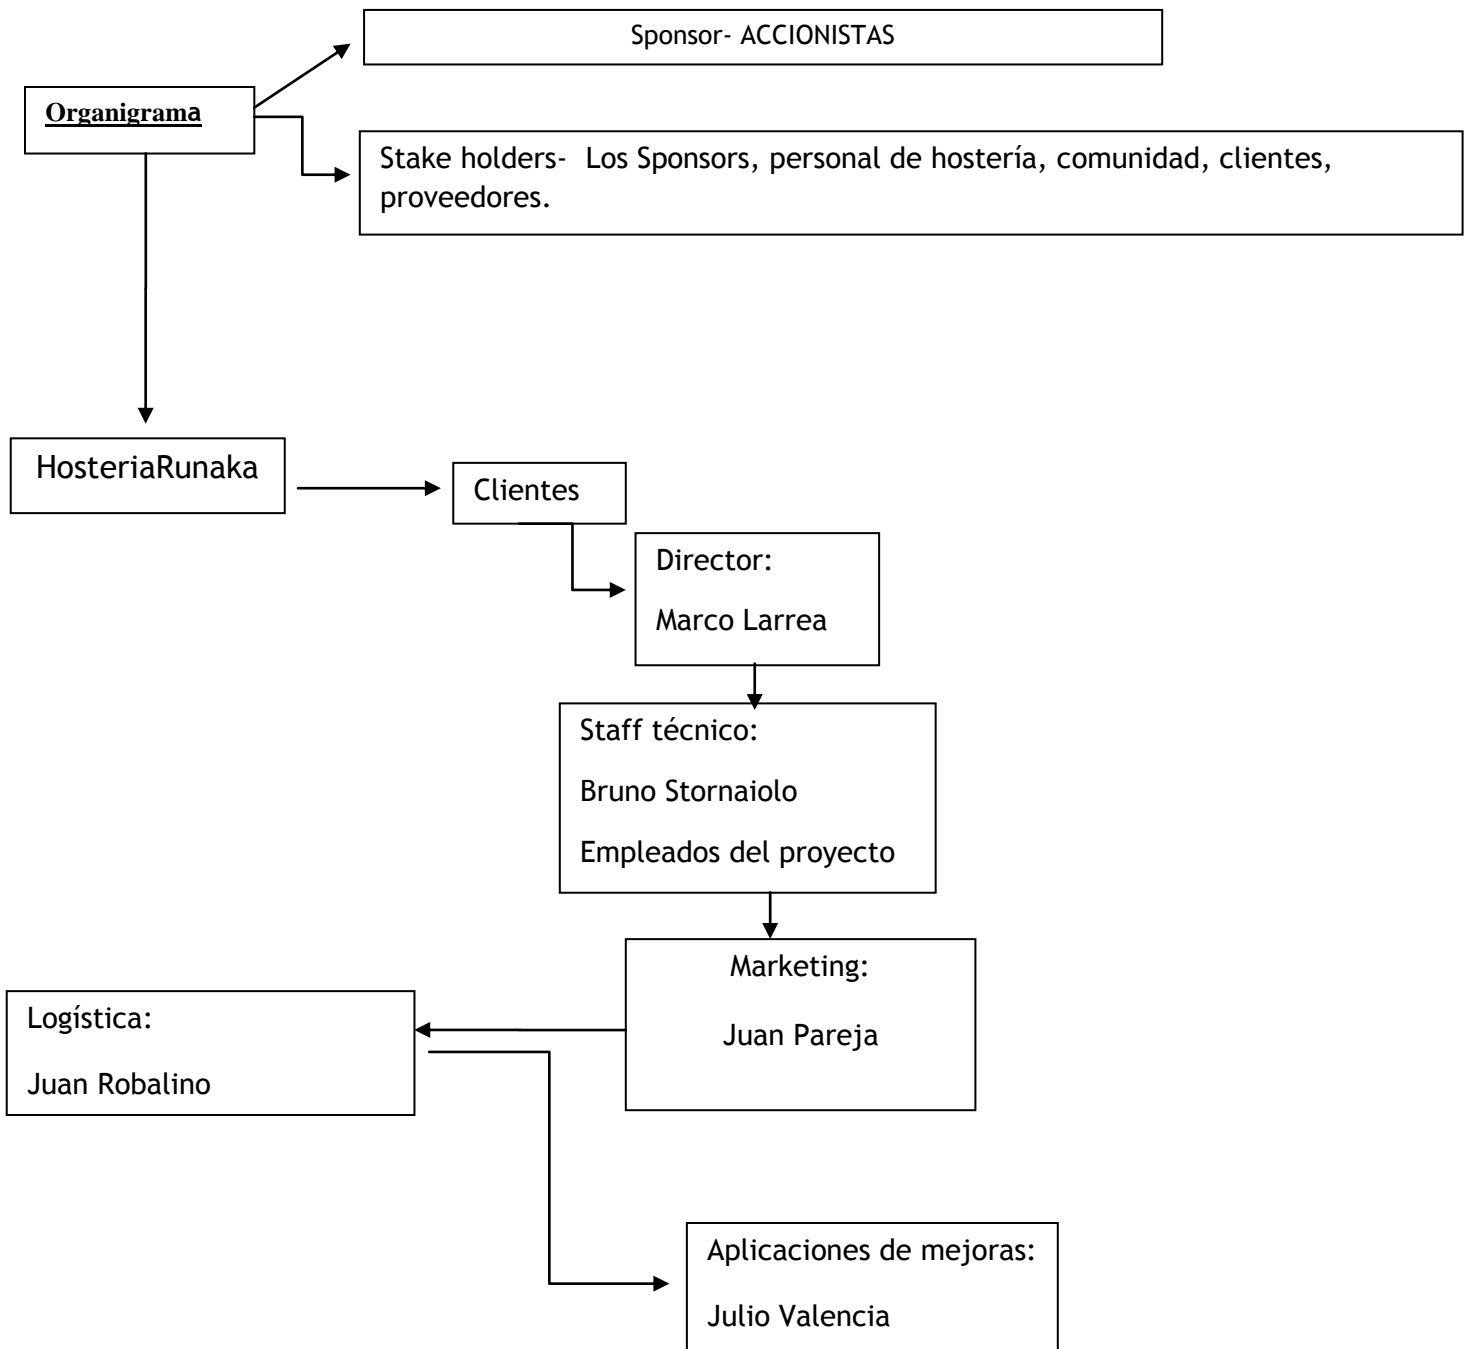 Sponsor- ACCIONISTAS
Organigrama
Stake holders- Los Sponsors, personal de hostería, comunidad, clientes,
proveedores.
HosteriaRunaka
Clientes
Director:
Marco Larrea
Staff técnico:
Bruno Stornaiolo
Empleados del proyecto
Marketing:
Juan Pareja
Logística:
Juan Robalino
Aplicaciones de mejoras:
Julio Valencia